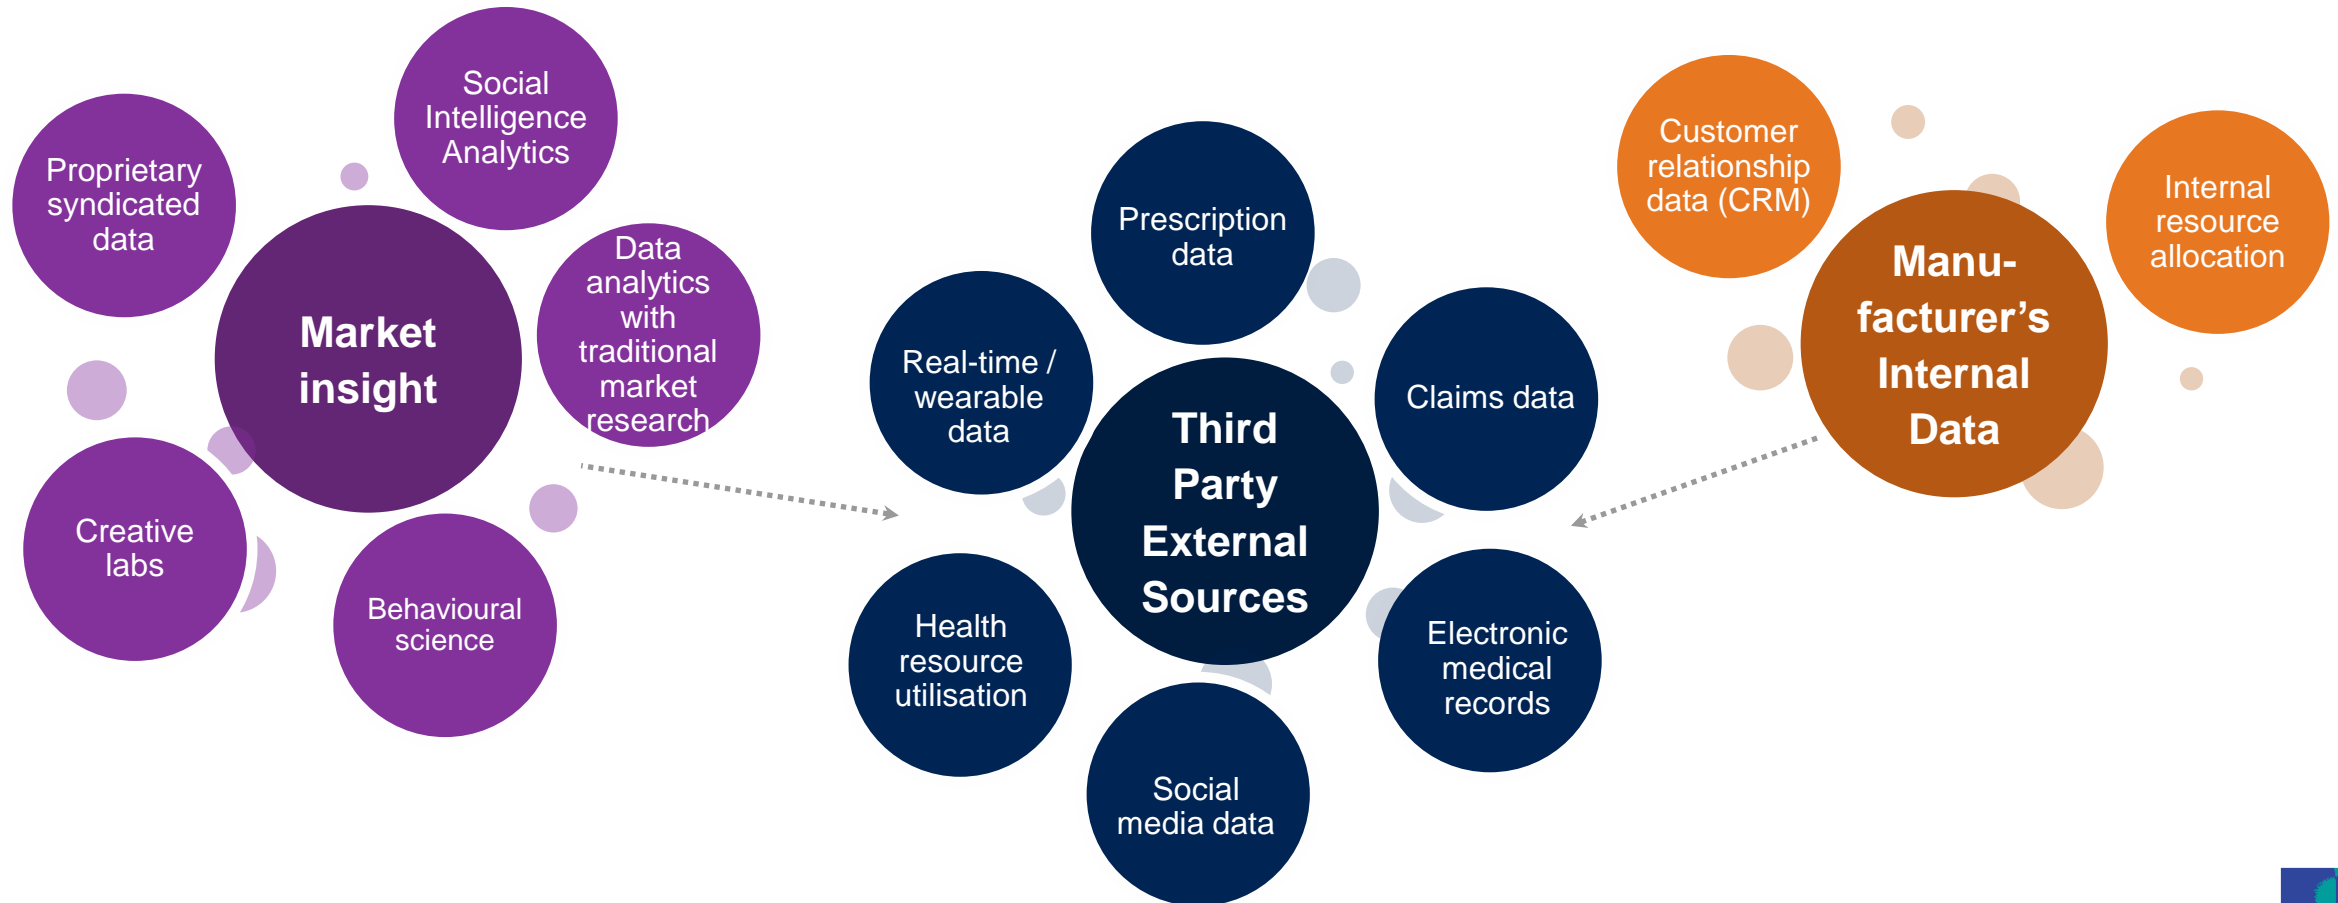 Social
Intelligence
Analytics
Proprietary
syndicated
data
Data
analytics
with
traditional
market
research
Market
insight
Creative
labs
Behavioural
science
Prescription
data
Real-time /
wearable
data
Claims data
Third
Party
External
Sources
Health
resource
utilisation
Electronic
medical
records
Social
media data
Customer
relationship
data (CRM)
Internal
resource
allocation
Manu-
facturer’s
Internal
Data